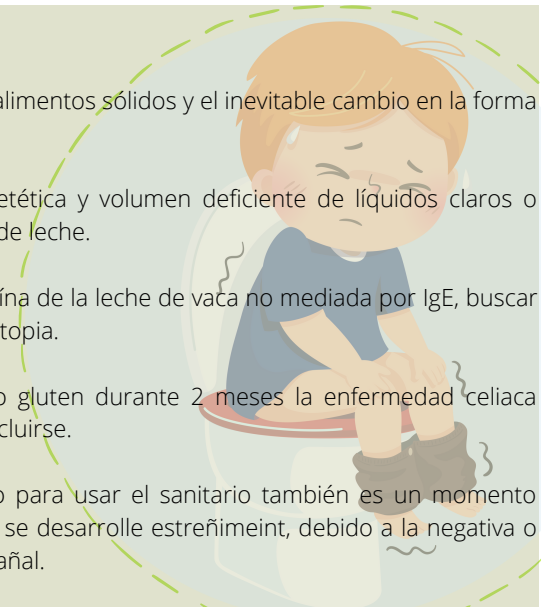 alimentos sólidos y el inevitable cambio en la forma
etética y volumen deficiente de líquidos claros o
de leche.
ína de la leche de vaca no mediada por IgE, buscar
topia.
o gluten durante 2 meses la enfermedad celiaca
cluirse.
o para usar el sanitario también es un momento
se desarrolle estreñimeint, debido a la negativa o
añal.